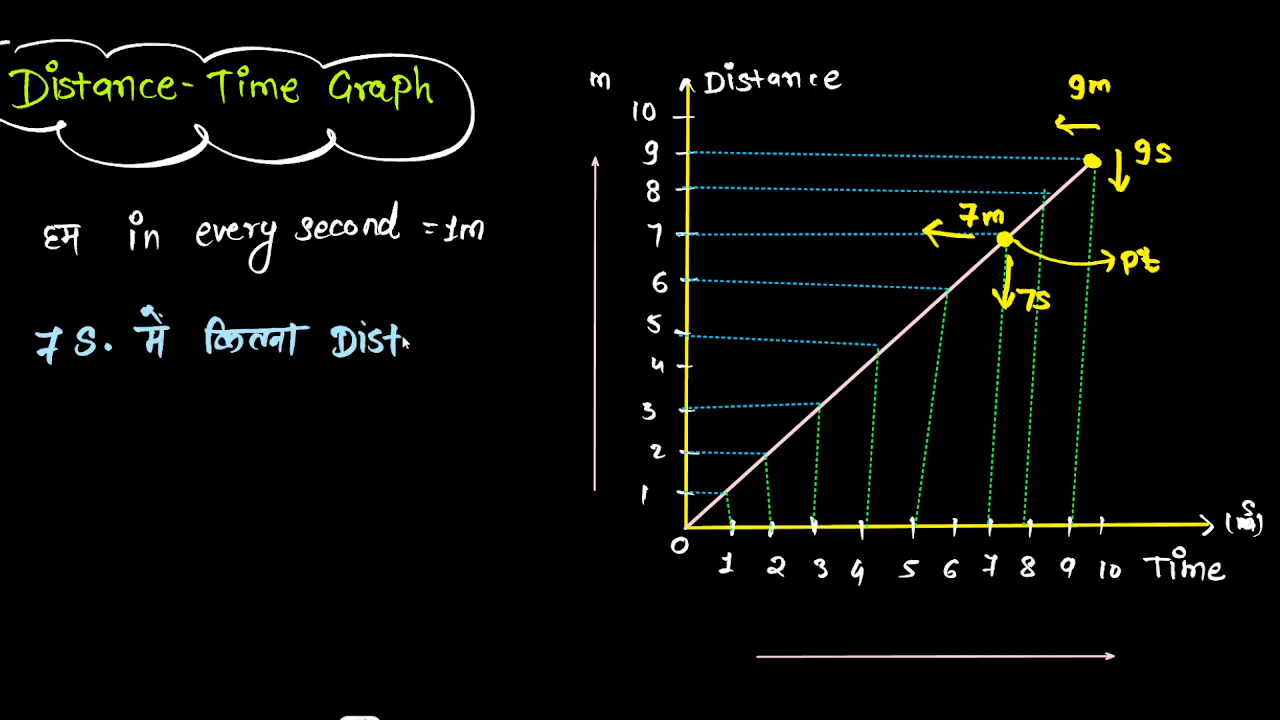 Distance-Time Graph
हम in every second = 1m
7 S. में कितना Dist
m Distance
10
9
8
7
6
5
4
3
2
1
0
1 2 3 4 5 6 7 8 9 10 Time
(S)
9m
9s
7m
7s
pt